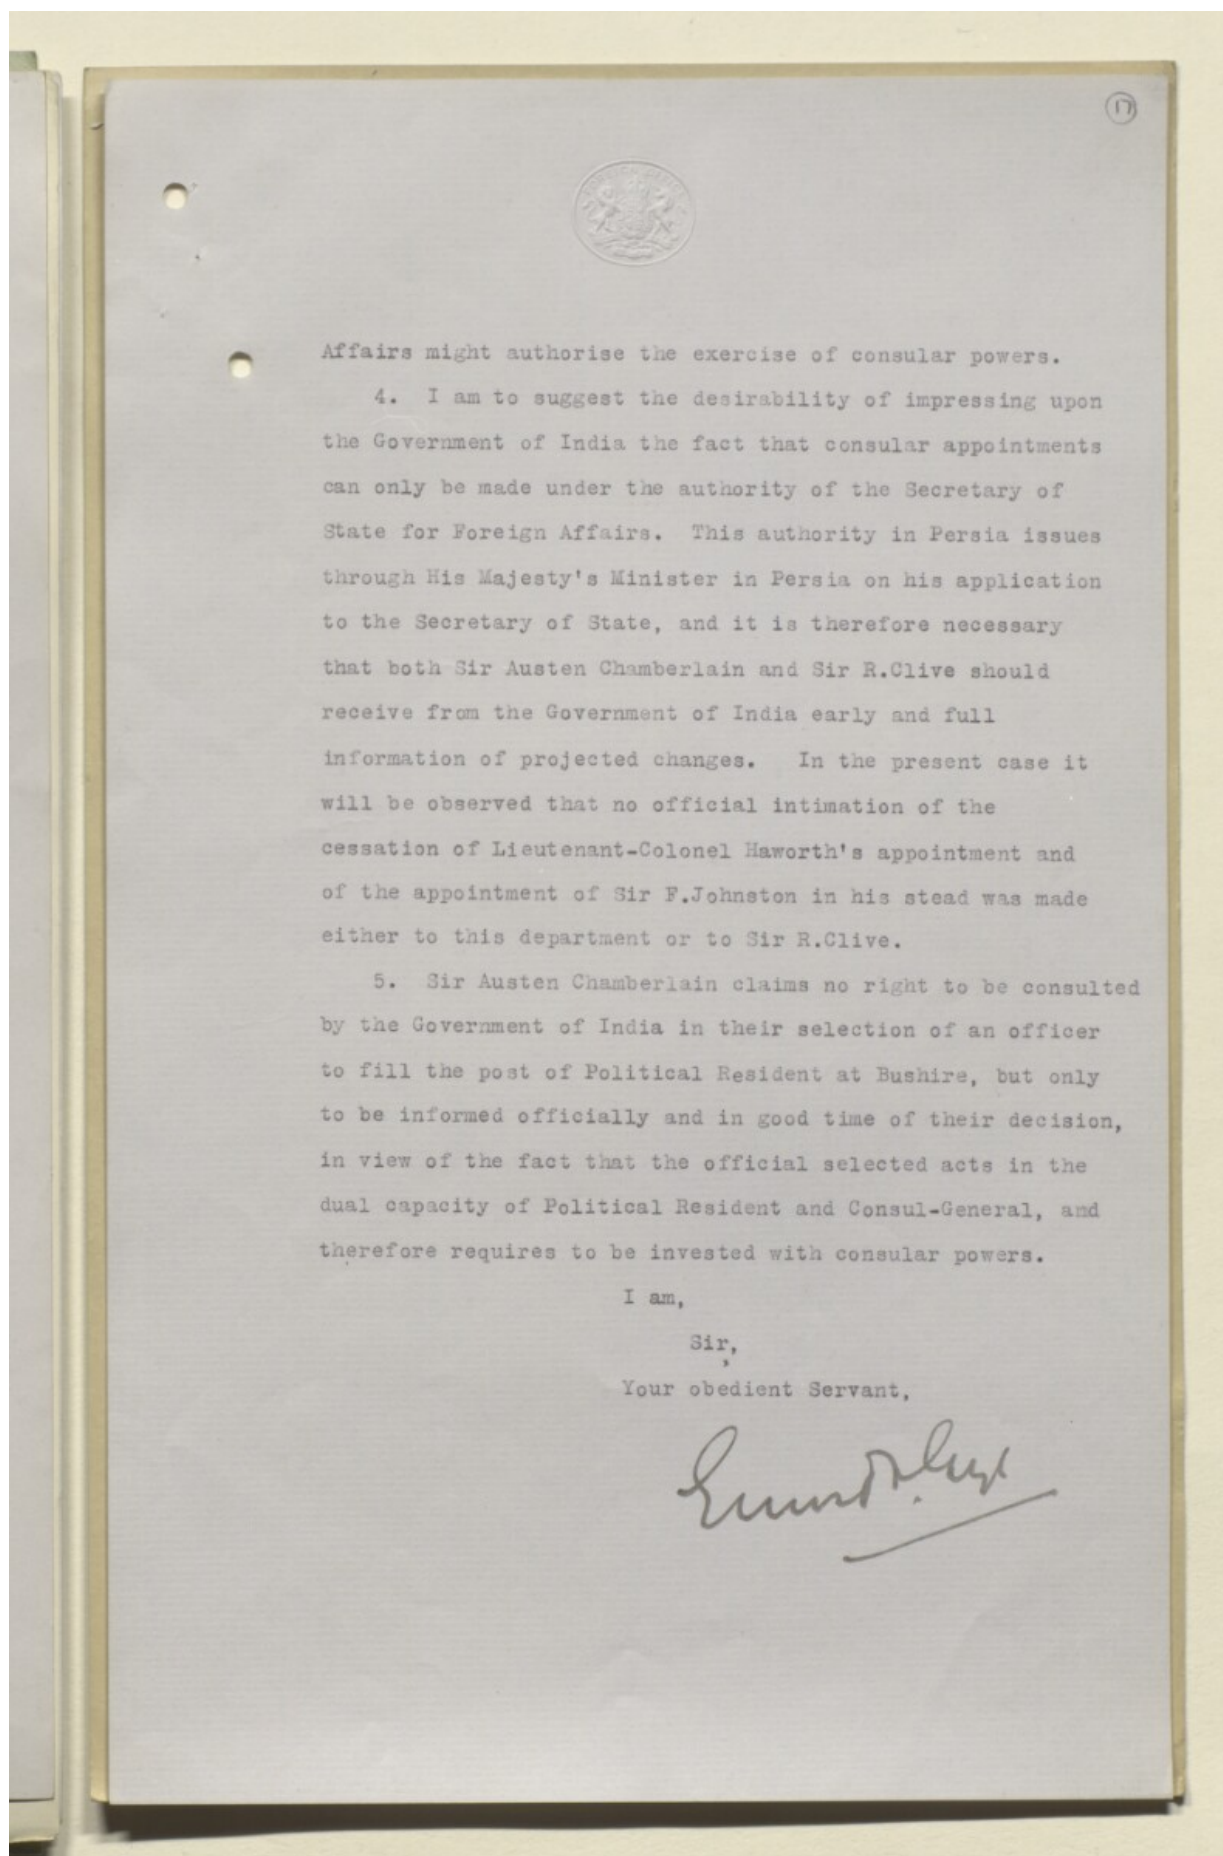 17
FOREIGN OFFICE
Affairs might authorise the exercise of consular powers.
4. I am to suggest the desirability of impressing upon
the Government of India the fact that consular appointments
can only be made under the authority of the Secretary of
State for Foreign Affairs. This authority in Persia issues
through His Majesty's Minister in Persia on his application
to the Secretary of State, and it is therefore necessary
that both Sir Austen Chamberlain and Sir R.Clive should
receive from the Government of India early and full
information of projected changes. In the present case it
will be observed that no official intimation of the
cessation of Lieutenant-Colonel Haworth's appointment and
of the appointment of Sir F.Johnston in his stead was made
either to this department or to Sir R.Clive.
5. Sir Austen Chamberlain claims no right to be consulted
by the Government of India in their selection of an officer
to fill the post of Political Resident at Bushire, but only
to be informed officially and in good time of their decision,
in view of the fact that the official selected acts in the
dual capacity of Political Resident and Consul-General, and
therefore requires to be invested with consular powers.
I am,
Sir,
Your obedient Servant,